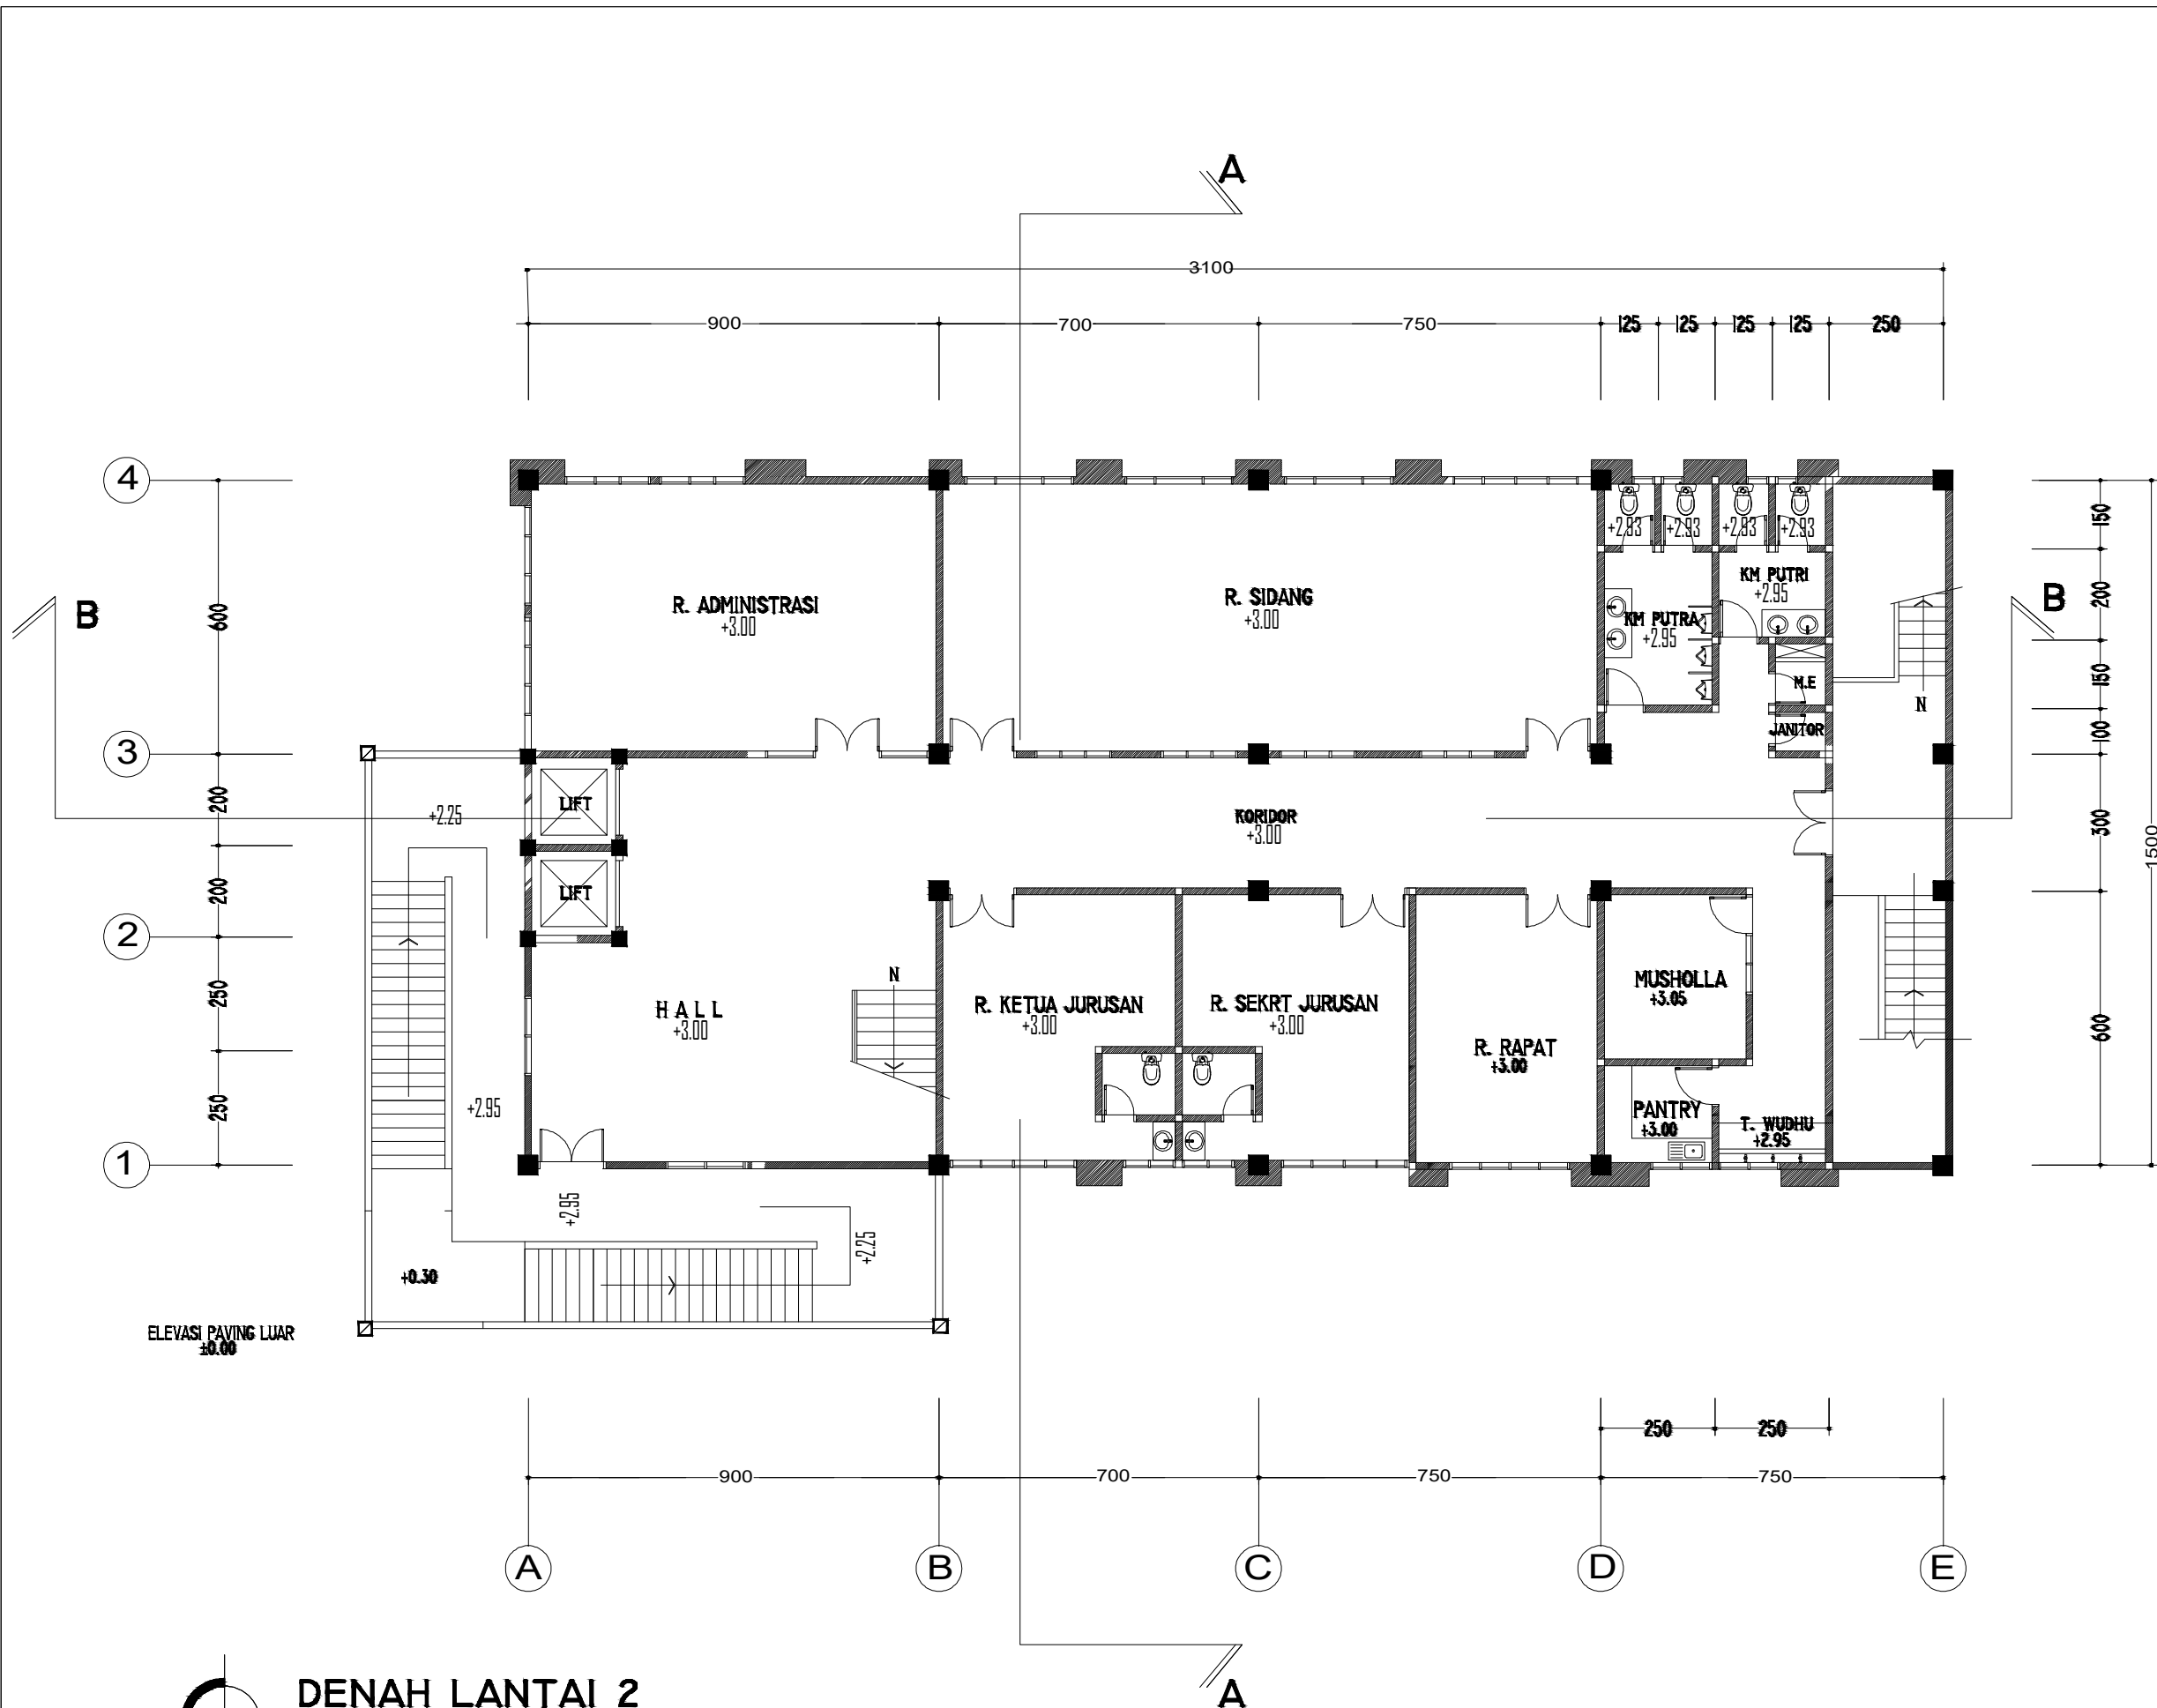 A
3100
900 700 750 125 125 125 125 250
4
150
+2.93 +2.93 +2.93 +2.93
KM PUTRI
+2.95
200
B
600
R. ADMINISTRASI
+3.00
R. SIDANG
+3.00
KM PUTRA
+2.95
B
150
M.E
N
JANITOR
100
3
200
LIFT
+2.25
KORIDOR
+3.00
300
1500
200
LIFT
2
250
N
HALL
+3.00
R. KETUA JURUSAN
+3.00
R. SEKRT JURUSAN
+3.00
MUSHOLLA
+3.05
R. RAPAT
+3.00
600
250
+2.95
PANTRY
+3.00
T. WUDHU
+2.95
1
+2.95
+2.25
+0.30
ELEVASI PAVING LUAR
±0.00
250 250
900 700 750 750
A B C D E
DENAH LANTAI 2
A